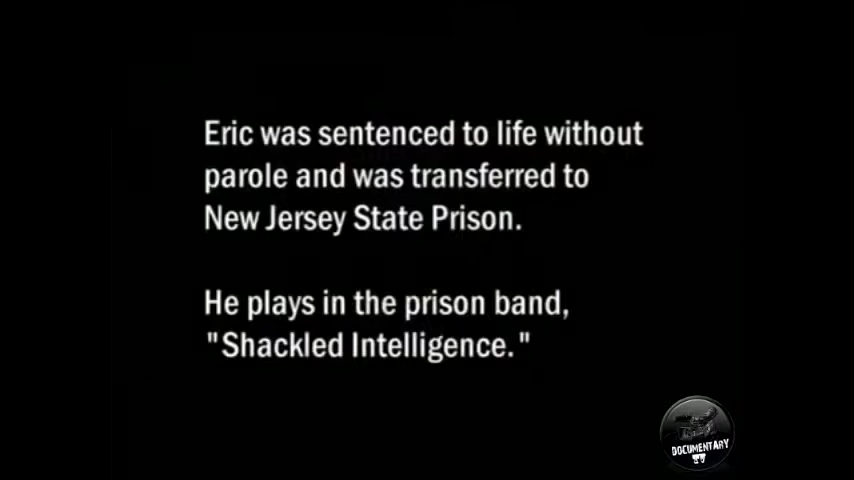 Eric was sentenced to life without
parole and was transferred to
New Jersey State Prison.
He plays in the prison band,
"Shackled Intelligence."
DOCUMENTARY
TV